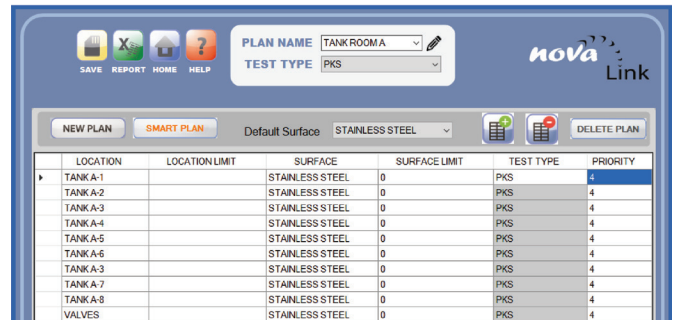 PLAN NAME TANK ROOM A
TEST TYPE PKS
SAVE REPORT HOME HELP
nova
Link
NEW PLAN SMART PLAN Default Surface STAINLESS STEEL DELETE PLAN
LOCATION LOCATION LIMIT SURFACE SURFACE LIMIT TEST TYPE PRIORITY
TANK A-1 STAINLESS STEEL 0 PKS 4
TANK A-2 STAINLESS STEEL 0 PKS 4
TANK A-3 STAINLESS STEEL 0 PKS 4
TANK A-4 STAINLESS STEEL 0 PKS 4
TANK A-5 STAINLESS STEEL 0 PKS 4
TANK A-6 STAINLESS STEEL 0 PKS 4
TANK A-3 STAINLESS STEEL 0 PKS 4
TANK A-7 STAINLESS STEEL 0 PKS 4
TANK A-8 STAINLESS STEEL 0 PKS 4
VALVES STAINLESS STEEL 0 PKS 4